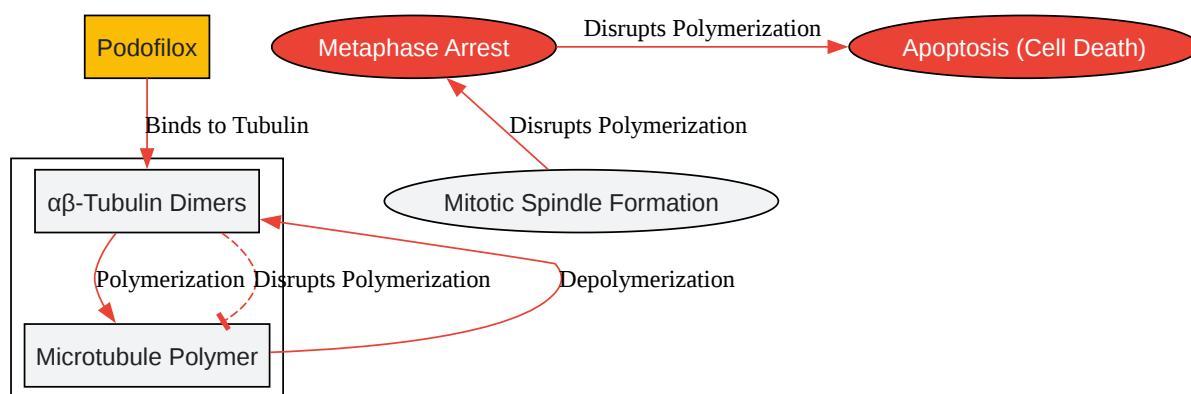 Podofilox
Metaphase Arrest
Disrupts Polymerization
Apoptosis (Cell Death)
Binds to Tubulin
Disrupts Polymerization
αβ-Tubulin Dimers
Mitotic Spindle Formation
Polymerization
Disrupts Polymerization
Depolymerization
Microtubule Polymer